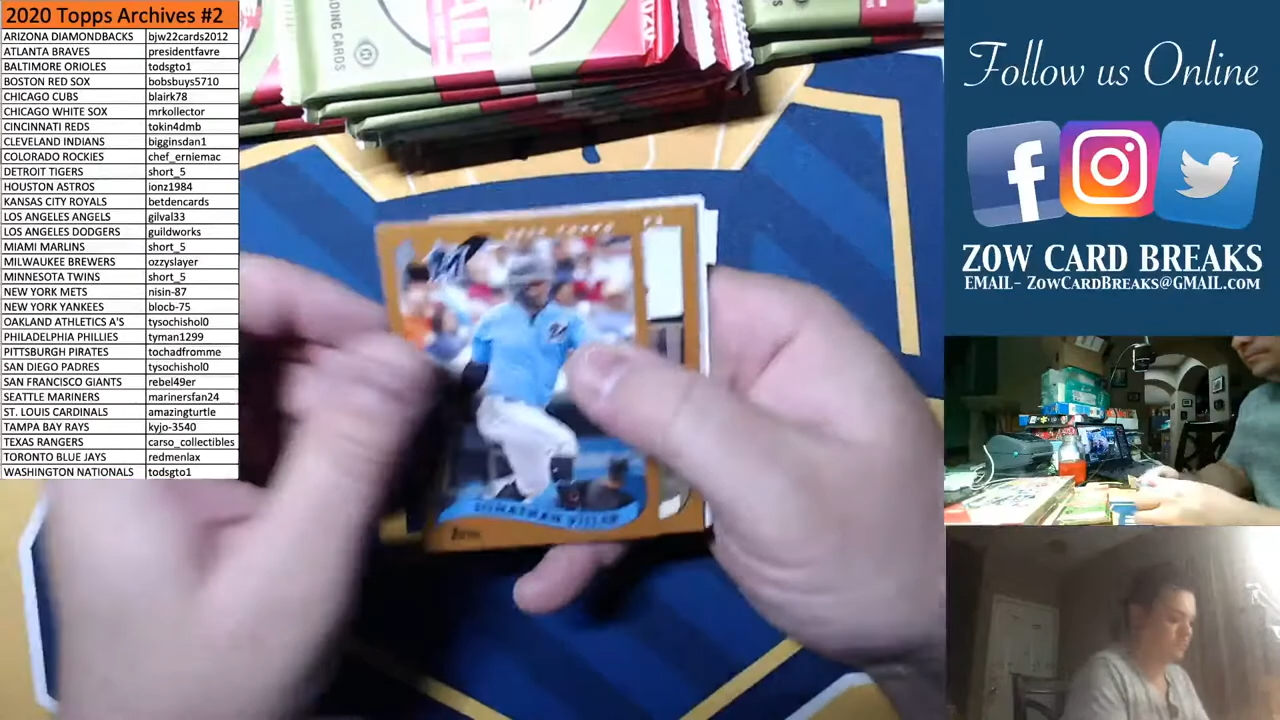 2020 Topps Archives #2
ARIZONA DIAMONDBACKS bjw22cards2012
ATLANTA BRAVES presidentfavre
BALTIMORE ORIOLES todsgto1
BOSTON RED SOX bobsbuys5710
CHICAGO CUBS blairk78
CHICAGO WHITE SOX mrkollector
CINCINNATI REDS tokin4dmb
CLEVELAND INDIANS bigginsdan1
COLORADO ROCKIES chef_erniemac
DETROIT TIGERS short_5
HOUSTON ASTROS ionz1984
KANSAS CITY ROYALS betdencards
LOS ANGELES ANGELS gilval33
LOS ANGELES DODGERS guildworks
MIAMI MARLINS short_5
MILWAUKEE BREWERS ozzyslayer
MINNESOTA TWINS short_5
NEW YORK METS nisin-87
NEW YORK YANKEES blocb-75
OAKLAND ATHLETICS A'S tysochishol0
PHILADELPHIA PHILLIES tyman1299
PITTSBURGH PIRATES tochadfromme
SAN DIEGO PADRES tysochishol0
SAN FRANCISCO GIANTS rebel49er
SEATTLE MARINERS marinersfan24
ST. LOUIS CARDINALS amazingturtle
TAMPA BAY RAYS kyjo-3540
TEXAS RANGERS carso_collectibles
TORONTO BLUE JAYS redmenlax
WASHINGTON NATIONALS todsgto1
DING CARDS
2020
JONATHAN VILLAR
Follow us Online
ZOW CARD BREAKS
EMAIL- ZowCardBreaks@GMAIL.com